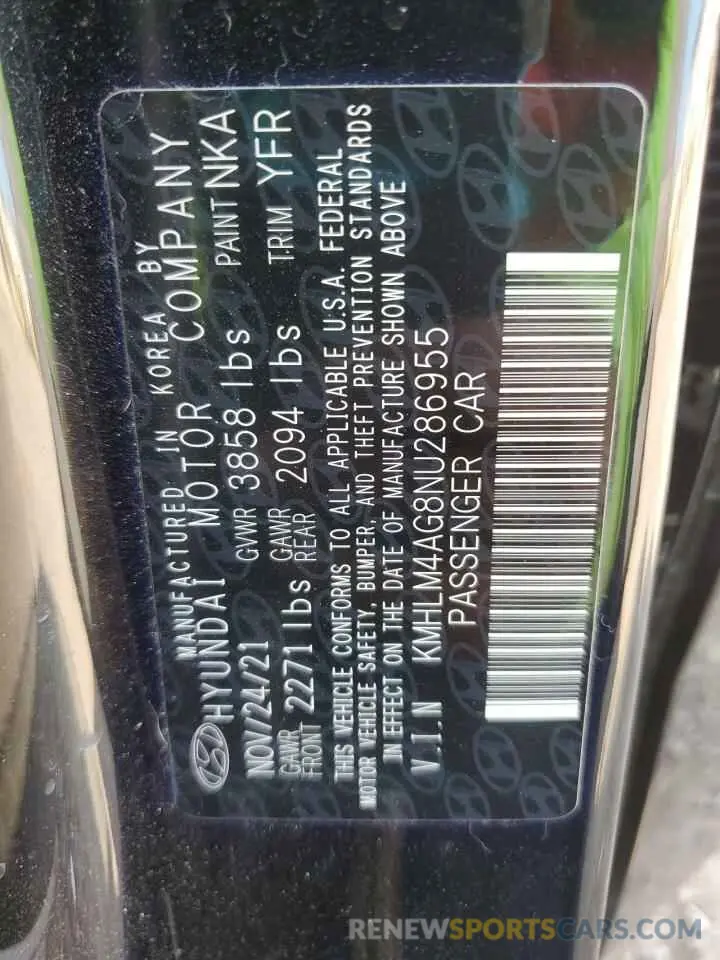 MANUFACTURED IN KOREA BY
HYUNDAI MOTOR COMPANY
NOV/24/21 GVWR 3858 lbs PAINT NKA
GAWR FRONT 2271 lbs GAWR REAR 2094 lbs TRIM YFR
THIS VEHICLE CONFORMS TO ALL APPLICABLE U.S.A. FEDERAL
MOTOR VEHICLE SAFETY, BUMPER, AND THEFT PREVENTION STANDARDS
IN EFFECT ON THE DATE OF MANUFACTURE SHOWN ABOVE
V.I.N KMHLM4AG8NU286955
PASSENGER CAR
RENEWSPORTSCARS.COM